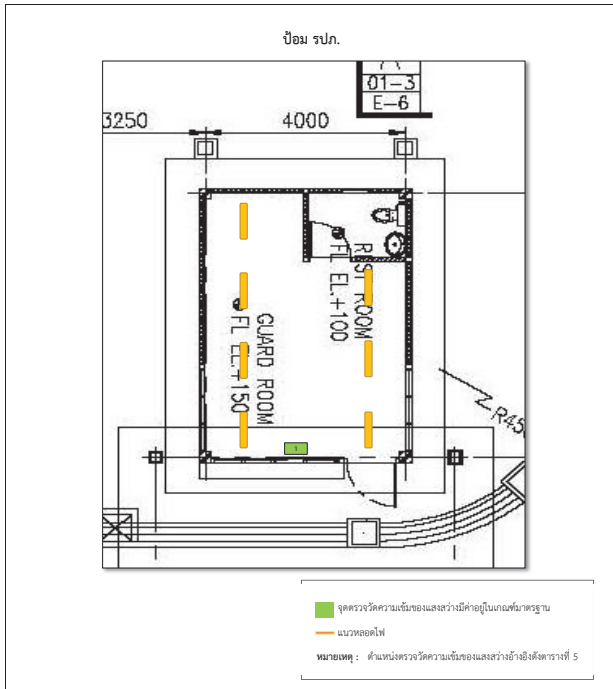 ป้อม รปภ.
01-3
E-6
3250
4000
REST ROOM
FL EL.+100
GUARD ROOM
FL EL.+150
R45
1
จุดตรวจวัดความเข้มของแสงสว่างมีค่าอยู่ในเกณฑ์มาตรฐาน
แนวหลอดไฟ
หมายเหตุ : ตำแหน่งตรวจวัดความเข้มของแสงสว่างอ้างอิงดังตารางที่ 5